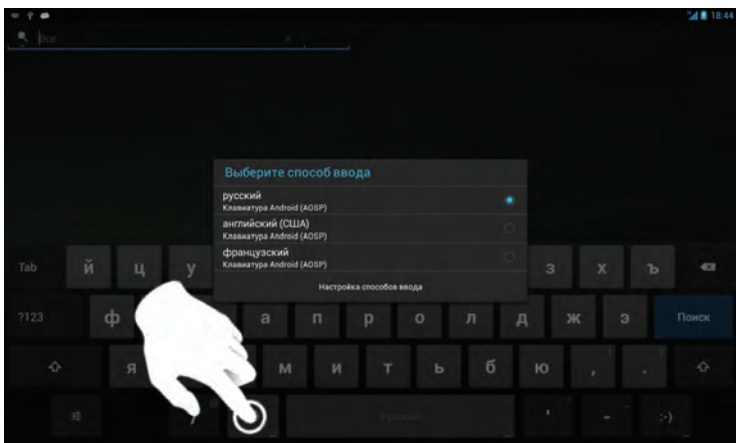 18:44
Все
Выберите способ ввода
русский
Клавиатура Android (AOSP)
английский (США)
Клавиатура Android (AOSP)
французский
Клавиатура Android (AOSP)
Настройка способов ввода
Tab й ц у з х ъ
?123 ф а п р о л д ж э Поиск
я м и т ь б ю , .
/ Русский ' - :-)